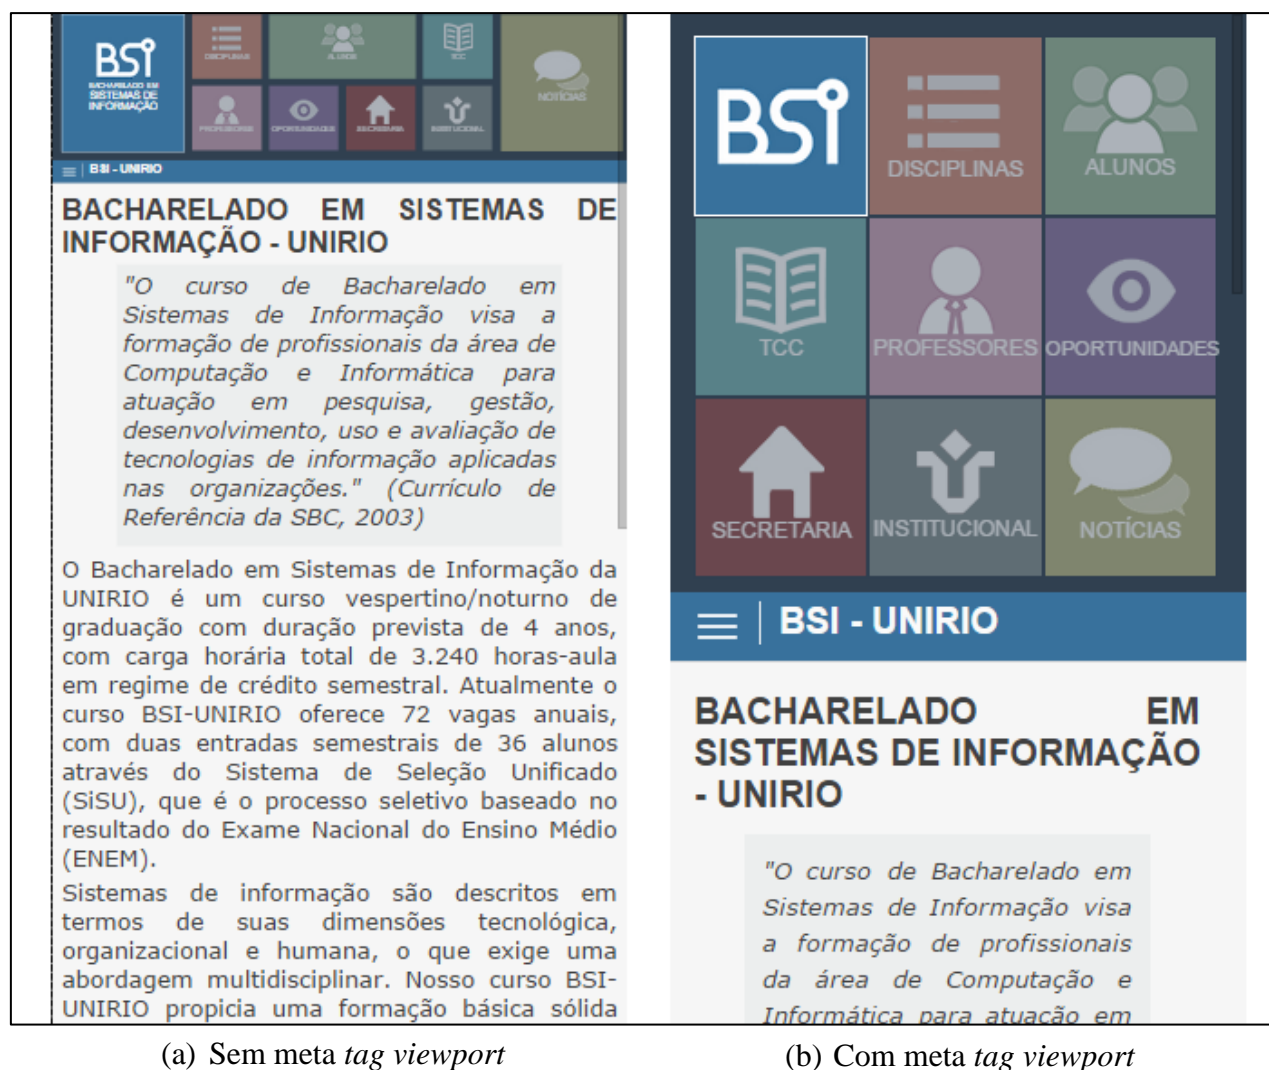 BSI
BACHARELADO EM
SISTEMAS DE
INFORMAÇÃO
DISCIPLINAS
ALUNOS
TCC
NOTÍCIAS
PROFESSORES
OPORTUNIDADES
SECRETARIA
INSTITUCIONAL
BSI - UNIRIO
BACHARELADO EM SISTEMAS DE
INFORMAÇÃO - UNIRIO
"O curso de Bacharelado em
Sistemas de Informação visa a
formação de profissionais da área de
Computação e Informática para
atuação em pesquisa, gestão,
desenvolvimento, uso e avaliação de
tecnologias de informação aplicadas
nas organizações." (Currículo de
Referência da SBC, 2003)
O Bacharelado em Sistemas de Informação da
UNIRIO é um curso vespertino/noturno de
graduação com duração prevista de 4 anos,
com carga horária total de 3.240 horas-aula
em regime de crédito semestral. Atualmente o
curso BSI-UNIRIO oferece 72 vagas anuais,
com duas entradas semestrais de 36 alunos
através do Sistema de Seleção Unificado
(SiSU), que é o processo seletivo baseado no
resultado do Exame Nacional do Ensino Médio
(ENEM).
Sistemas de informação são descritos em
termos de suas dimensões tecnológica,
organizacional e humana, o que exige uma
abordagem multidisciplinar. Nosso curso BSI-
UNIRIO propicia uma formação básica sólida
(a) Sem meta tag viewport
BSI
DISCIPLINAS
ALUNOS
TCC
PROFESSORES
OPORTUNIDADES
SECRETARIA
INSTITUCIONAL
NOTÍCIAS
BSI - UNIRIO
BACHARELADO EM
SISTEMAS DE INFORMAÇÃO
- UNIRIO
"O curso de Bacharelado em
Sistemas de Informação visa
a formação de profissionais
da área de Computação e
Informática para atuação em
(b) Com meta tag viewport